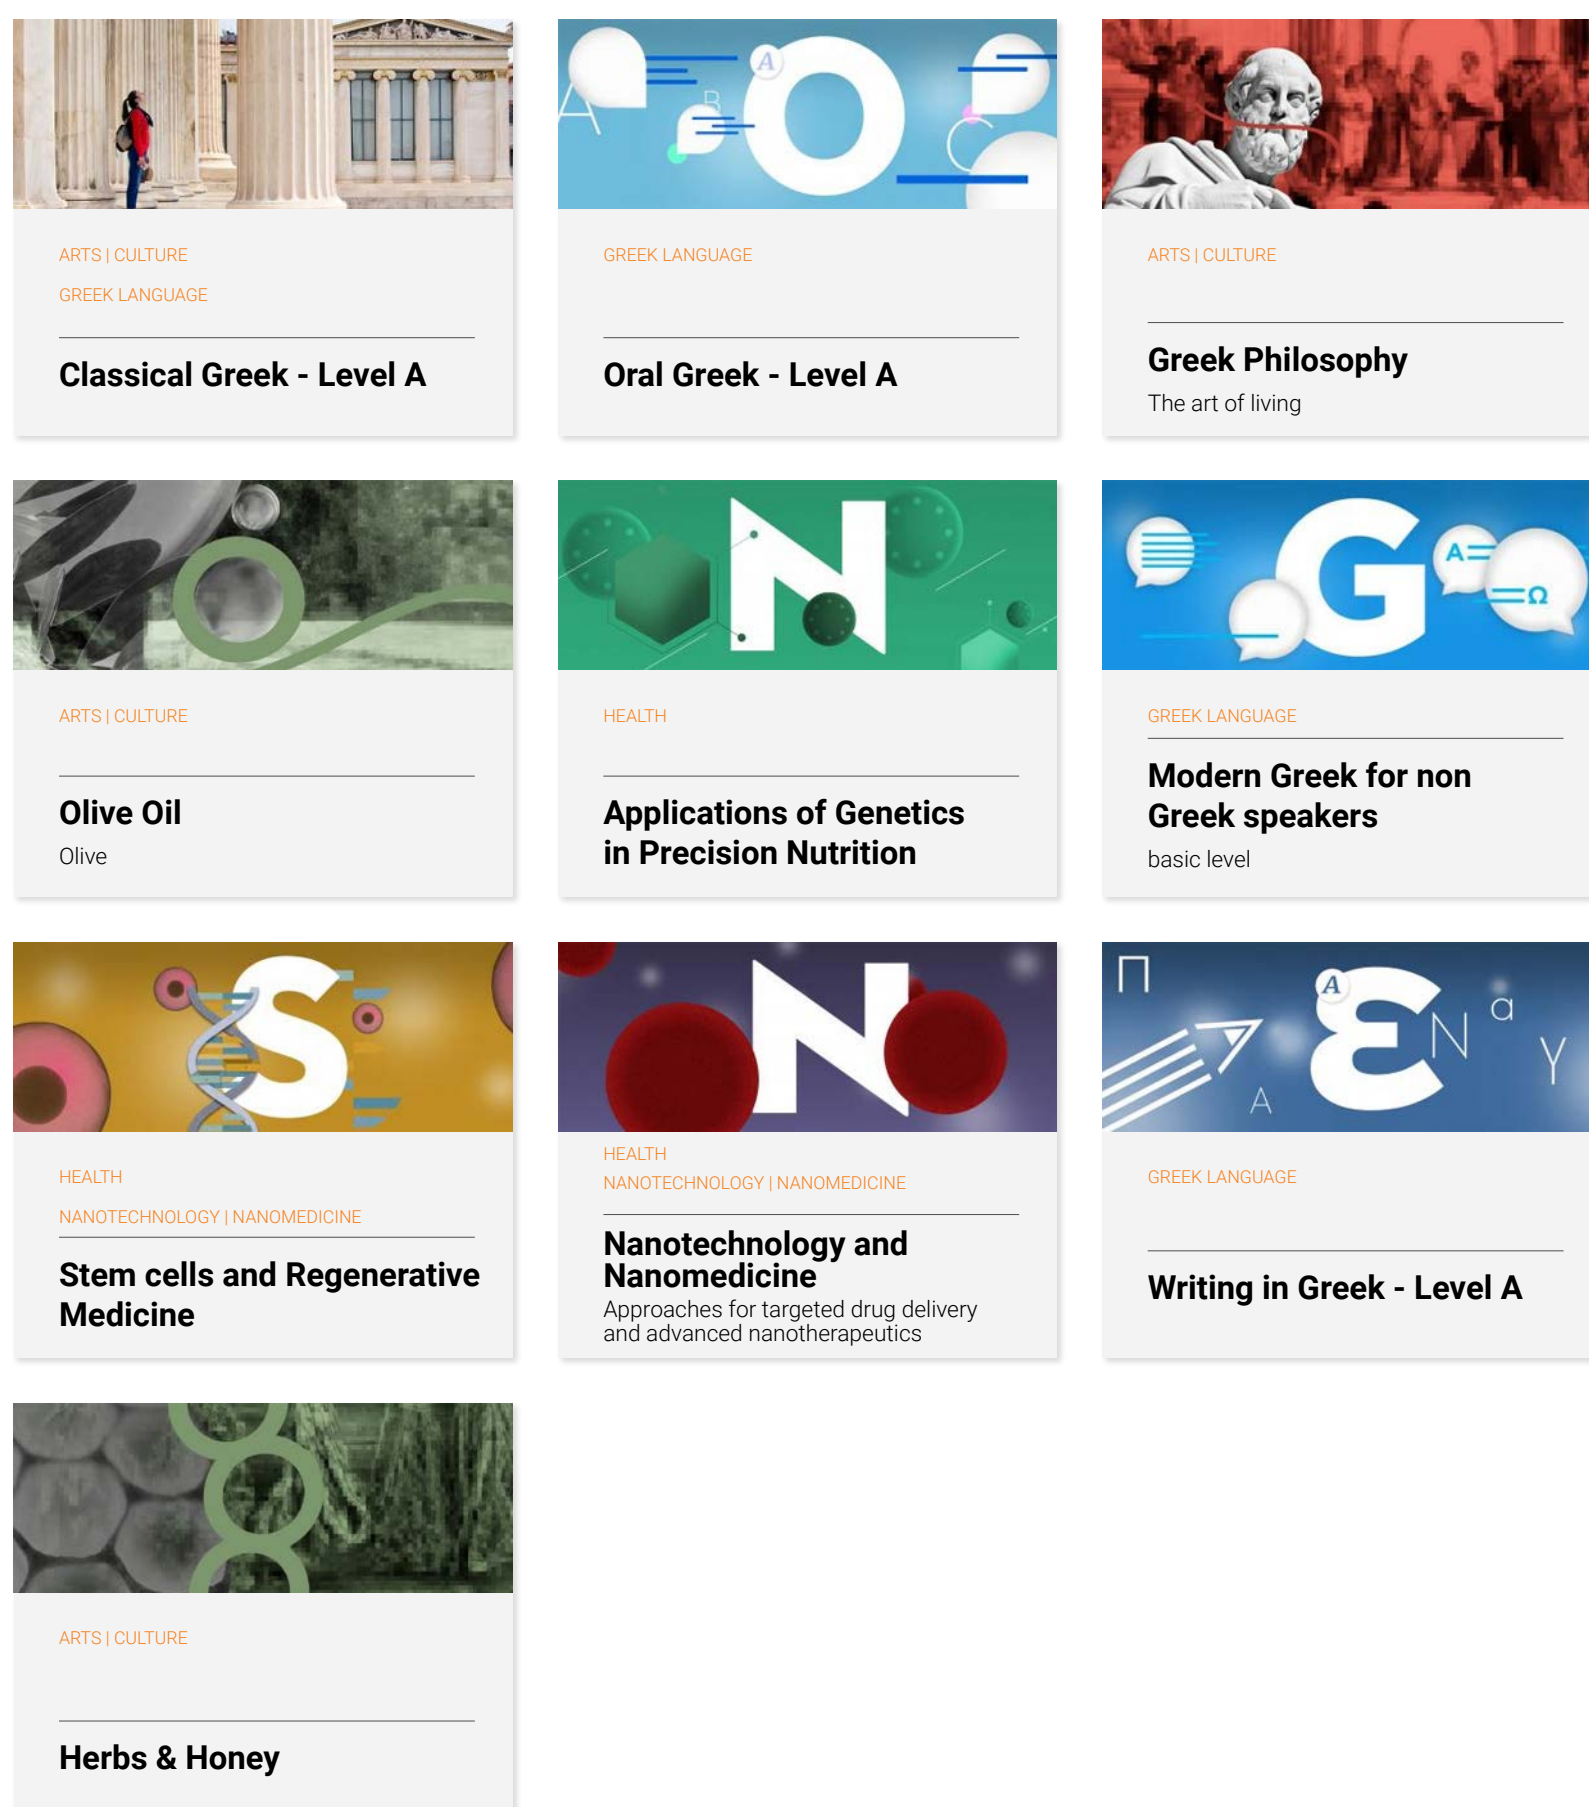 A
B
A
O
C
ARTS | CULTURE
GREEK LANGUAGE
Classical Greek - Level A
GREEK LANGUAGE
Oral Greek - Level A
ARTS | CULTURE
Greek Philosophy
The art of living
ARTS | CULTURE
Olive Oil
Olive
N
HEALTH
Applications of Genetics
in Precision Nutrition
G
A
Ω
GREEK LANGUAGE
Modern Greek for non
Greek speakers
basic level
S
HEALTH
NANOTECHNOLOGY | NANOMEDICINE
Stem cells and Regenerative
Medicine
N
HEALTH
NANOTECHNOLOGY | NANOMEDICINE
Nanotechnology and
Nanomedicine
Approaches for targeted drug delivery
and advanced nanotherapeutics
Π
A
A
ε
N
α
Υ
GREEK LANGUAGE
Writing in Greek - Level A
ARTS | CULTURE
Herbs & Honey